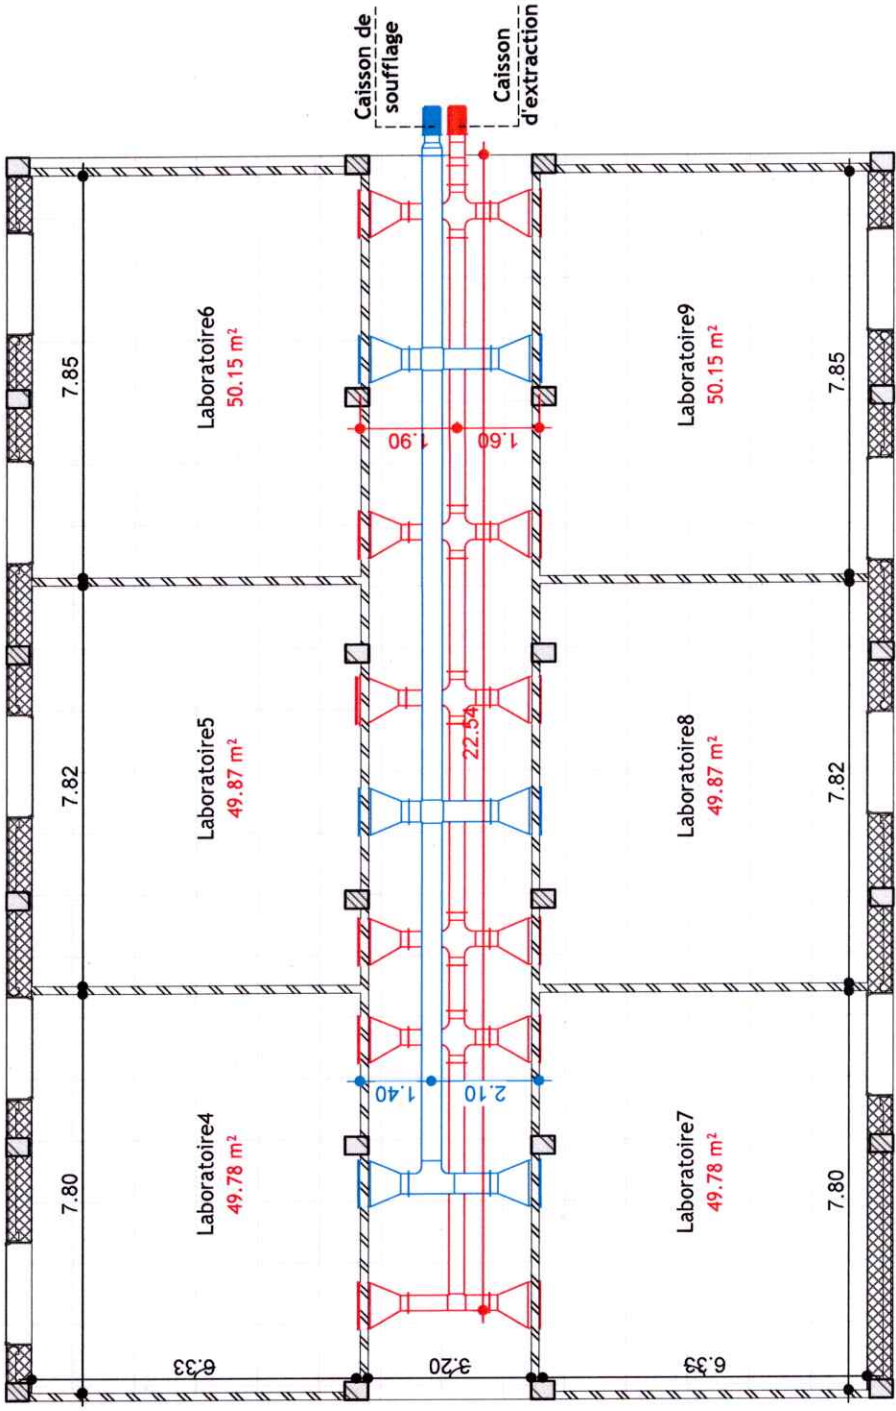 Caisson de
soufflage
Caisson
d'extraction
7.85
Laboratoire6
50.15 m²
1.90
1.60
Laboratoire9
50.15 m²
7.85
7.82
Laboratoire5
49.87 m²
22.54
Laboratoire8
49.87 m²
7.82
7.80
Laboratoire4
49.78 m²
1.40
2.10
Laboratoire7
49.78 m²
7.80
6.33
3.20
6.33